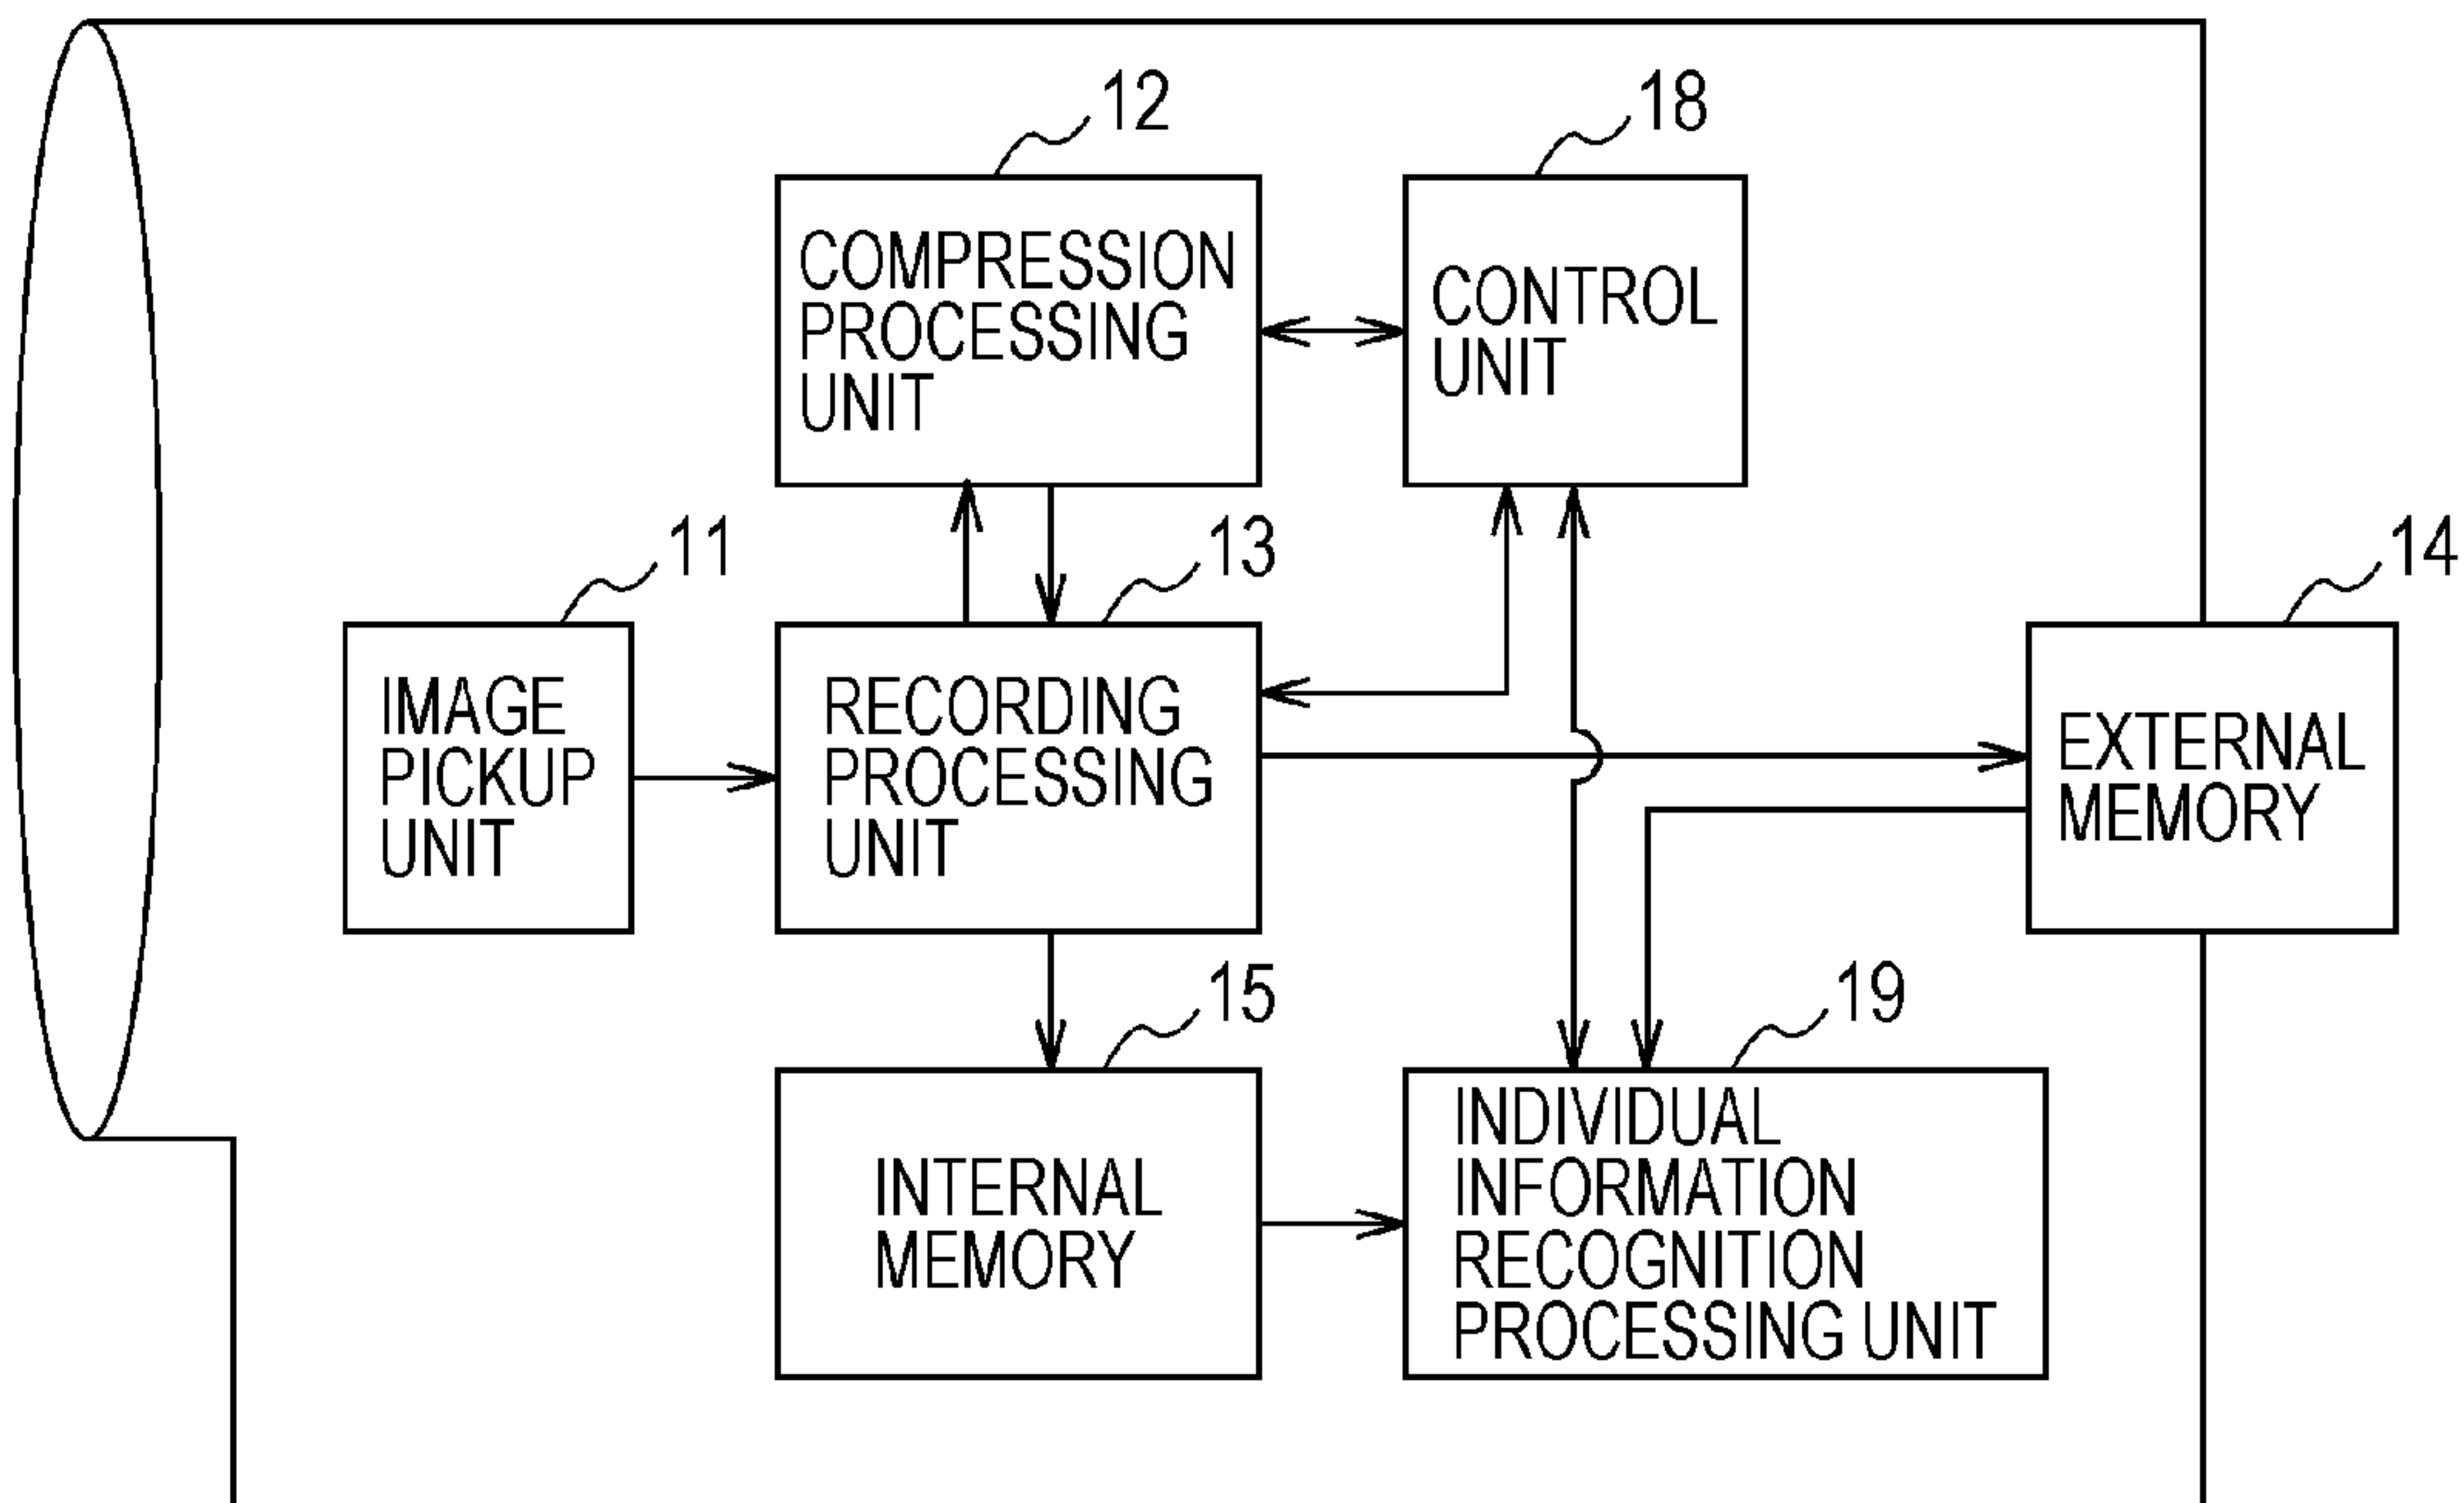 12
COMPRESSION
PROCESSING
UNIT
18
CONTROL
UNIT
11
IMAGE
PICKUP
UNIT
13
RECORDING
PROCESSING
UNIT
14
EXTERNAL
MEMORY
15
INTERNAL
MEMORY
19
INDIVIDUAL
INFORMATION
RECOGNITION
PROCESSING UNIT